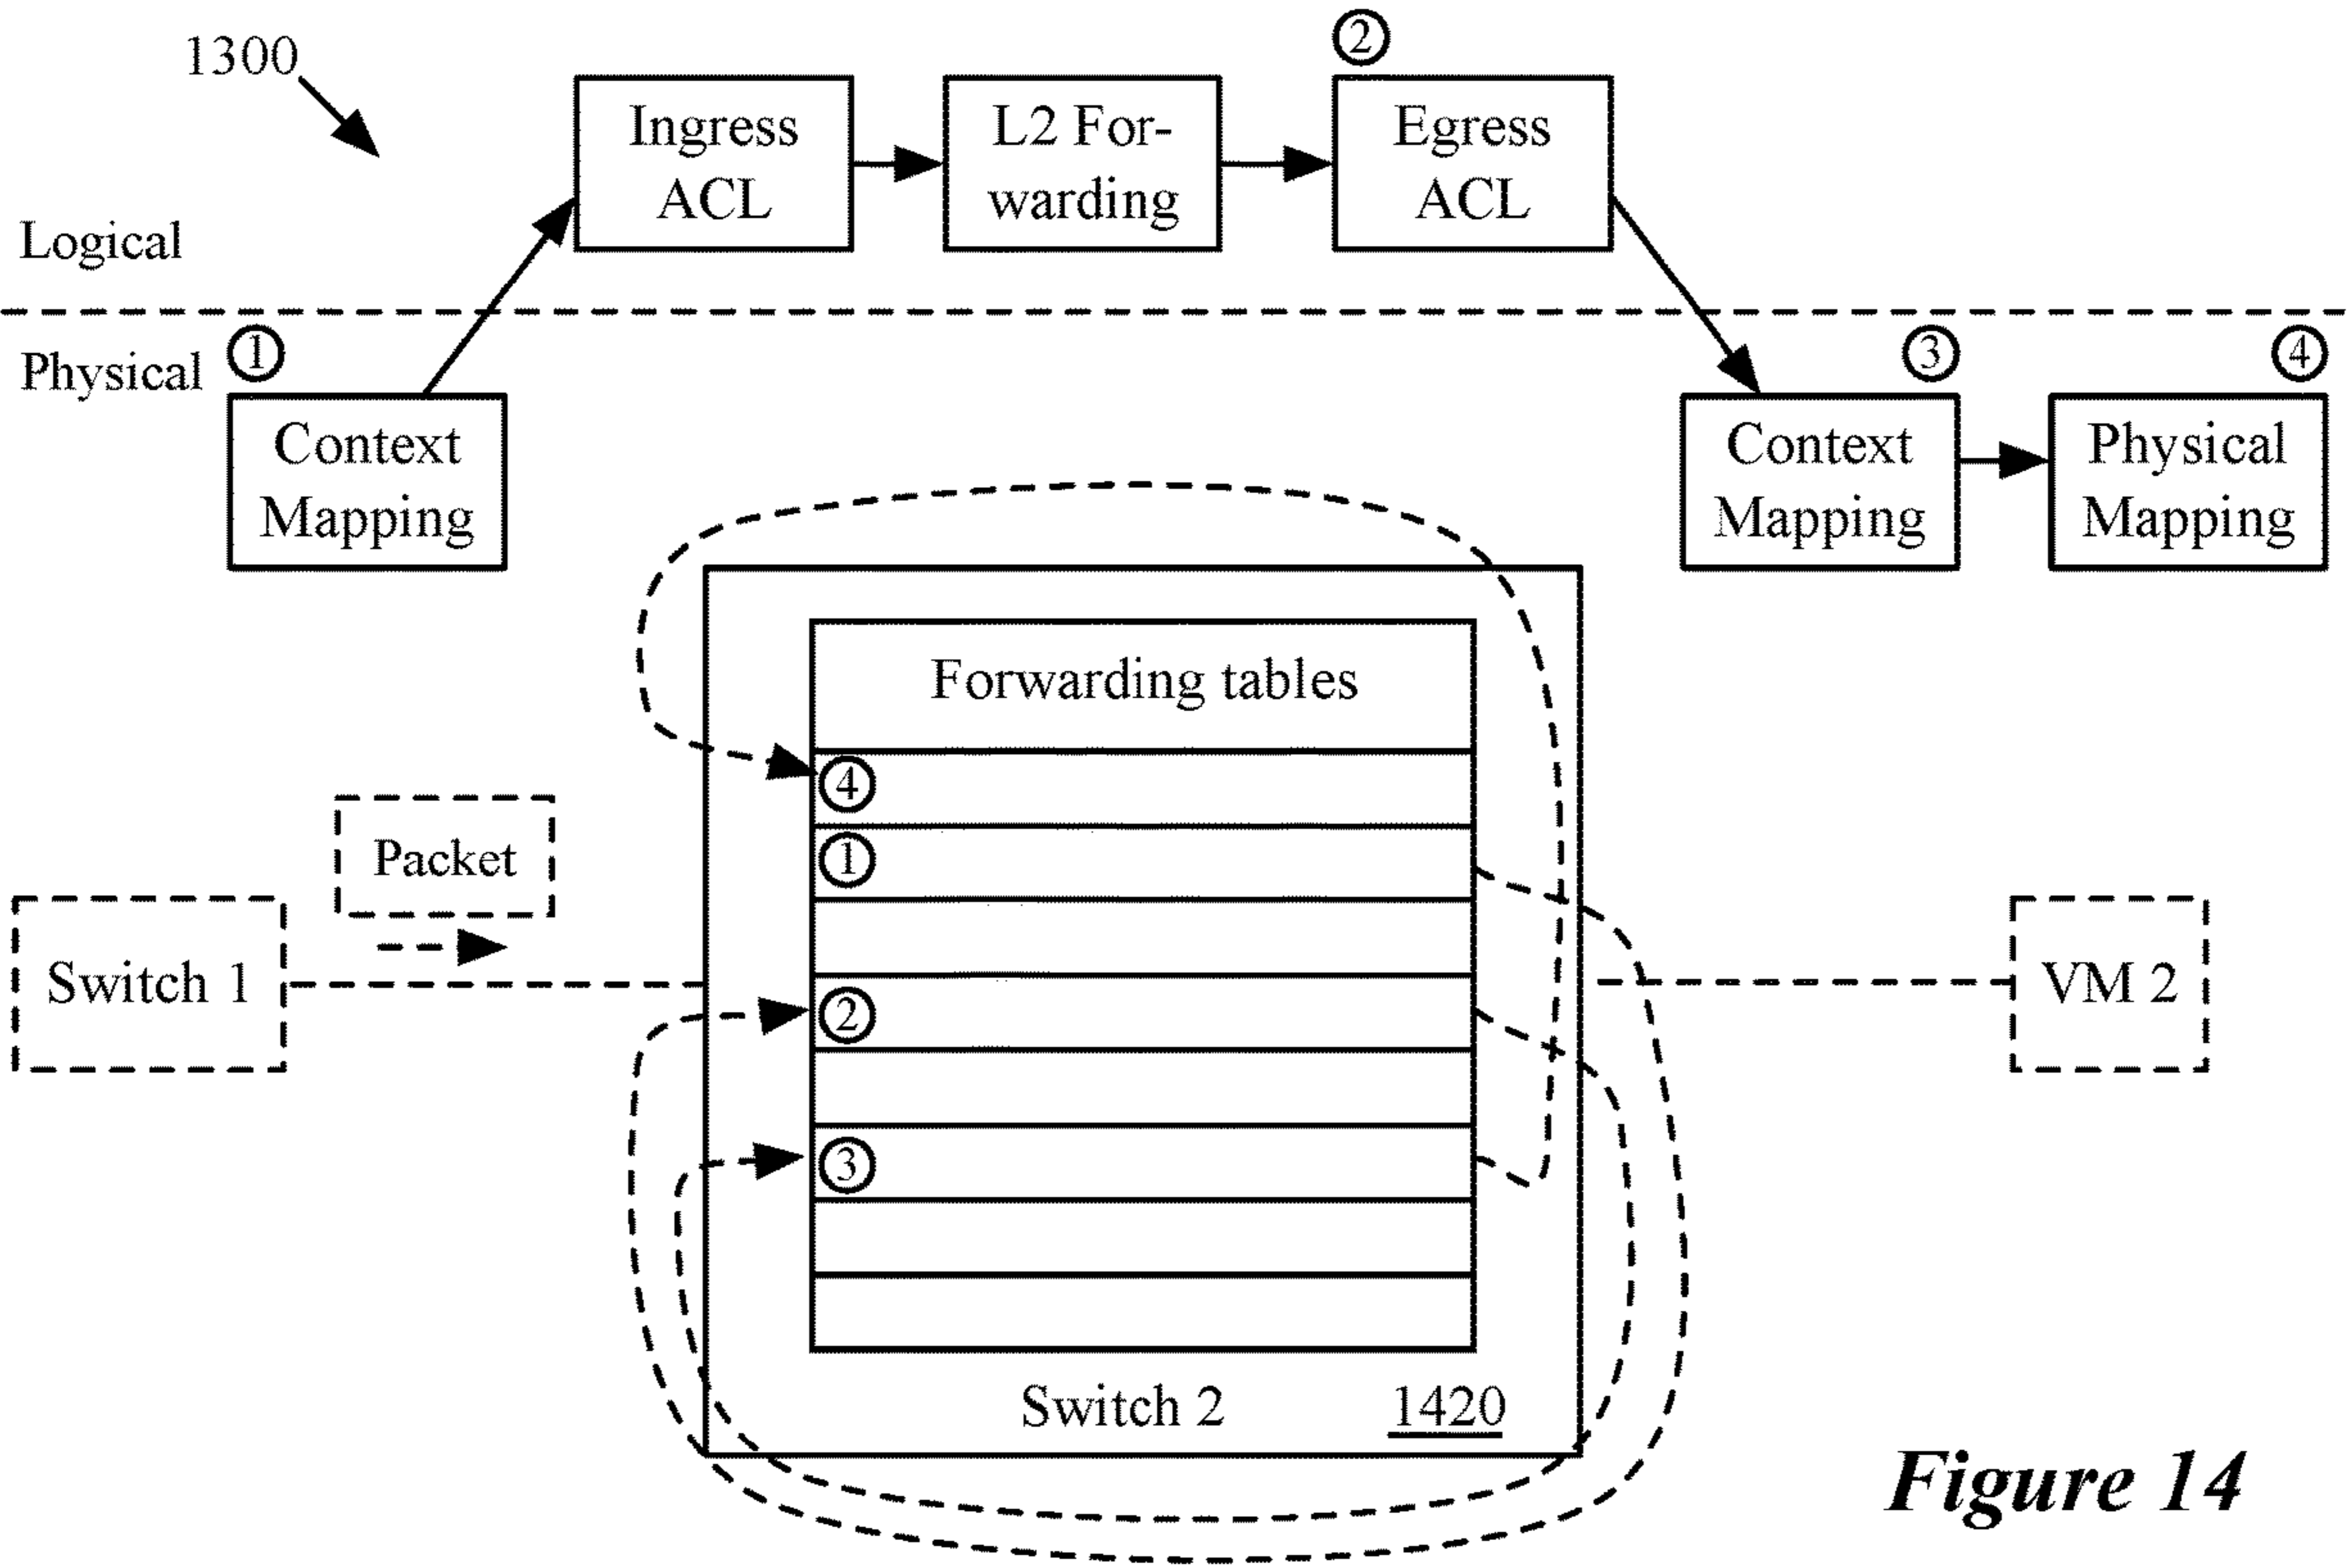 1300
②
Ingress
ACL
L2 For-
warding
Egress
ACL
Logical
Physical
①
③
④
Context
Mapping
Context
Mapping
Physical
Mapping
Forwarding tables
④
①
②
③
Packet
Switch 1
VM 2
Switch 2
1420
Figure 14